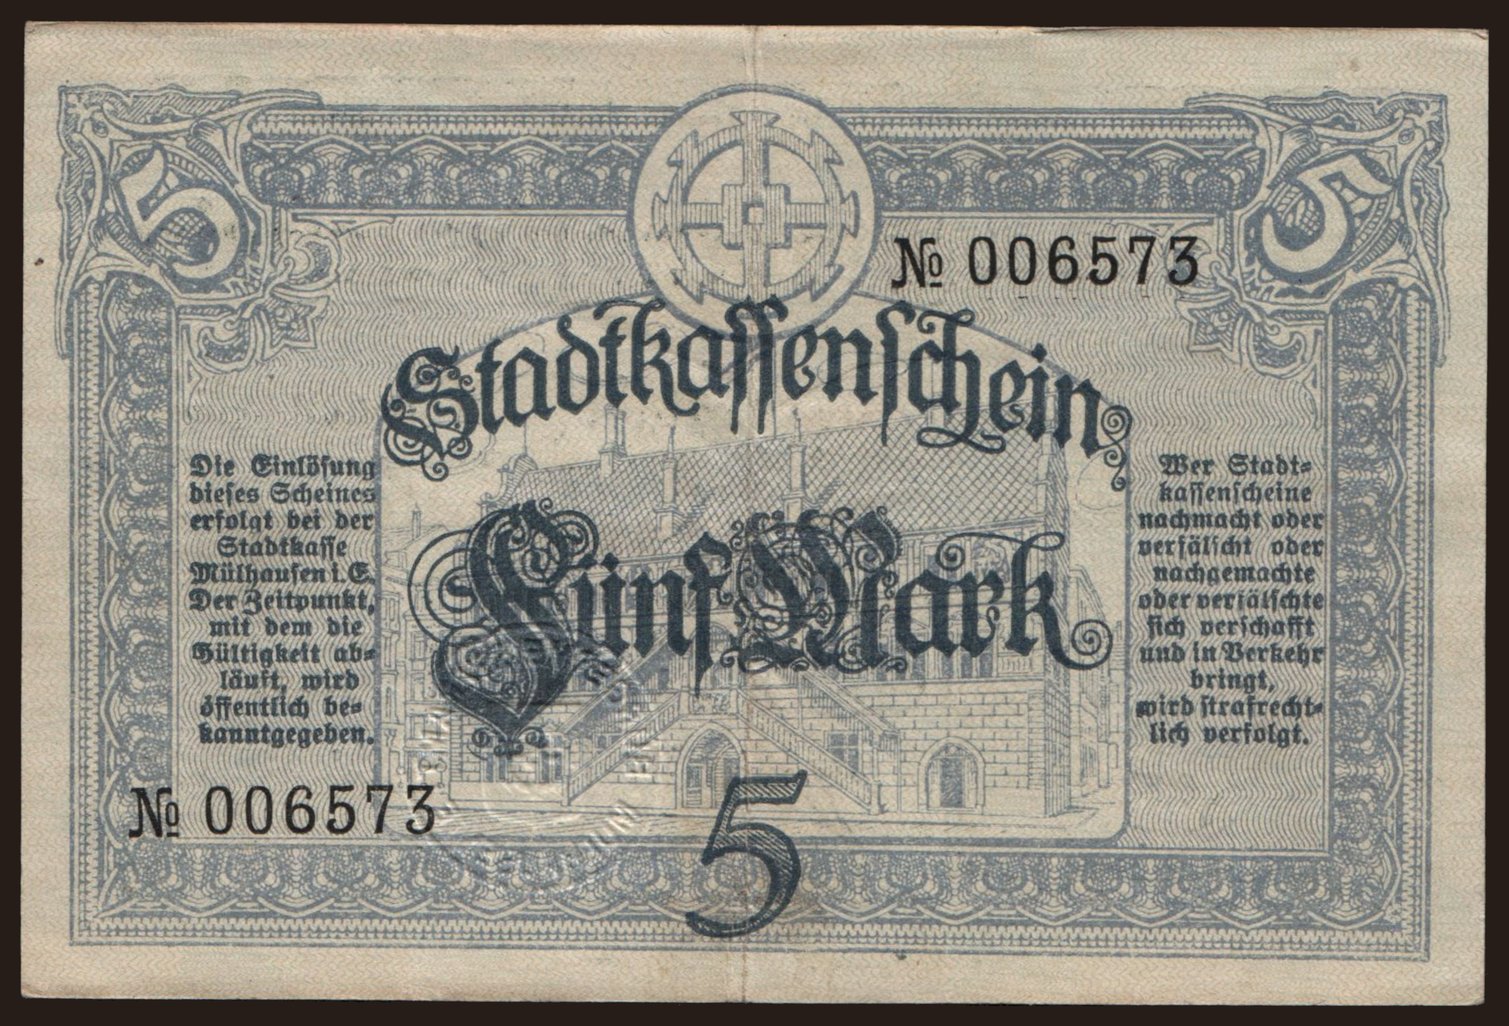 5
5
№ 006573
Stadtkassenschein
Fünf Mark
Die Einlösung
dieses Scheines
erfolgt bei der
Stadtkasse
Mülhausen i. E.
Der Zeitpunkt,
mit dem die
Gültigkeit ab-
läuft, wird
öffentlich be-
kanntgegeben.
Wer Stadt-
kassenscheine
nachmacht oder
verfälscht oder
nachgemachte
oder verfälschte
sich verschafft
und in Verkehr
bringt,
wird strafrecht-
lich verfolgt.
№ 006573
5